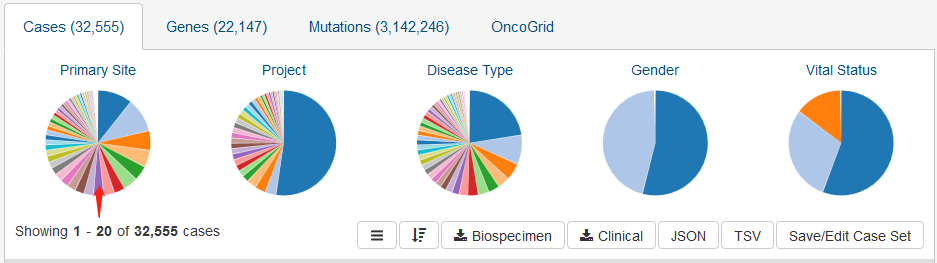 Cases (32,555) Genes (22,147) Mutations (3,142,246) OncoGrid
Primary Site Project Disease Type Gender Vital Status
Showing 1 - 20 of 32,555 cases Biospecimen Clinical JSON TSV Save/Edit Case Set